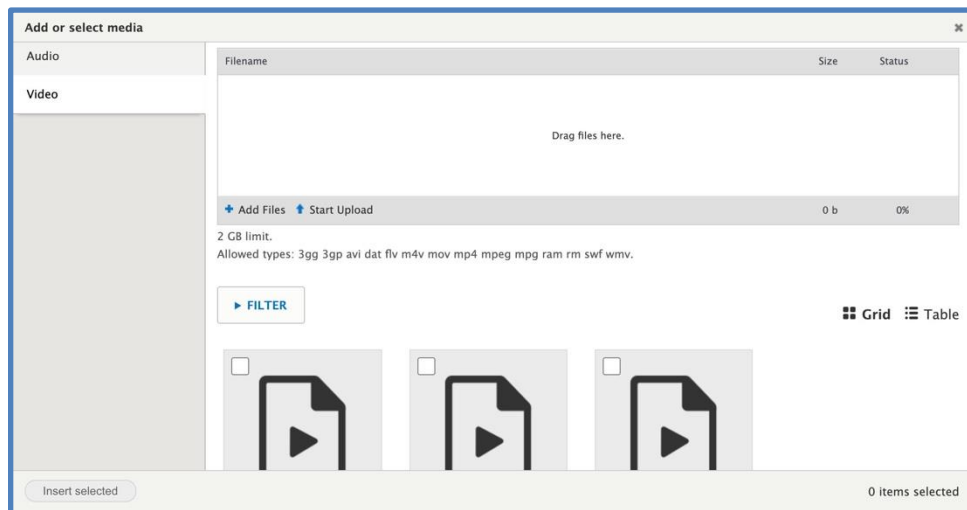 Add or select media
Audio
Video
Filename Size Status
Drag files here.
Add Files Start Upload 0 b 0%
2 GB limit.
Allowed types: 3gg 3gp avi dat flv m4v mov mp4 mpeg mpg ram rm swf wmv.
FILTER
Grid Table
Insert selected 0 items selected